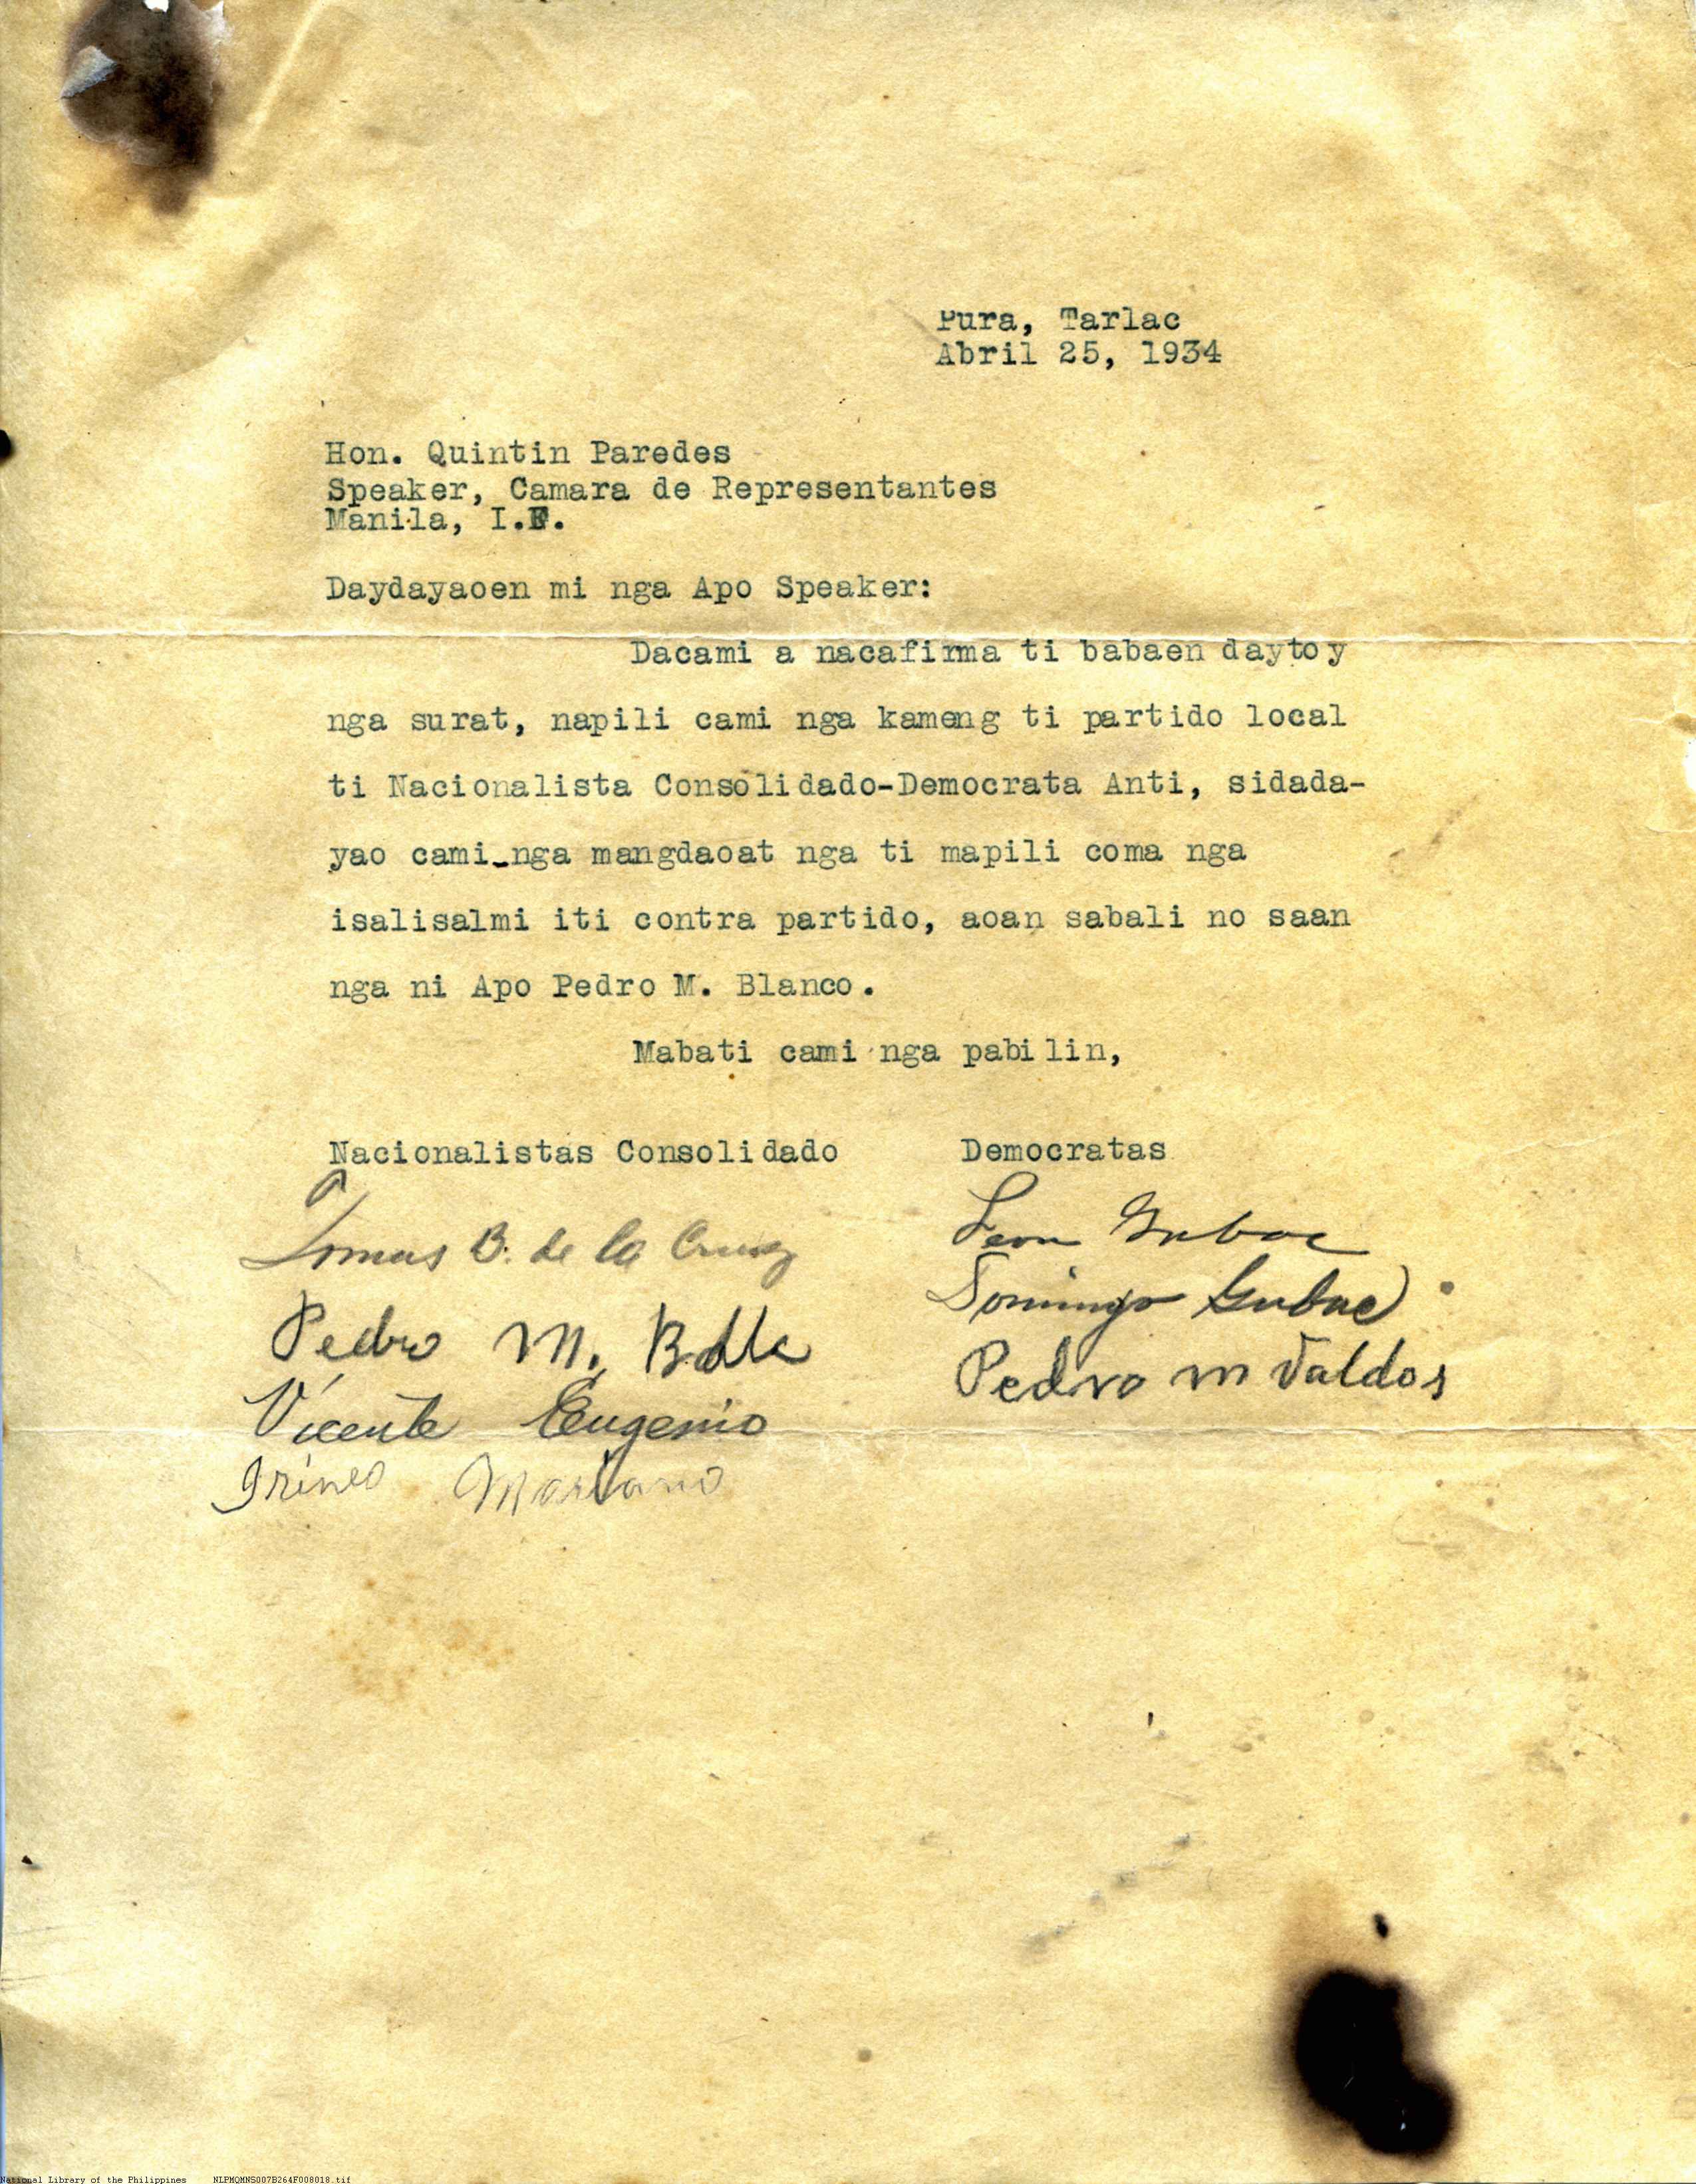 Pura, Tarlac
Abril 25, 1934
Hon. Quintin Paredes
Speaker, Camara de Representantes
Manila, I.F.
Daydayaoen mi nga Apo Speaker:
Dacami a nacafirma ti babaen daytoy
nga surat, napili cami nga kameng ti partido local
ti Nacionalista Consolidado-Democrata Anti, sidada-
yao cami nga mangdaoat nga ti mapili coma nga
isalisalmi iti contra partido, aoan sabali no saan
nga ni Apo Pedro M. Blanco.
Mabati cami nga pabilin,
Nacionalistas Consolidado Democratas
Tomas B. de la Cruz
Leon Gubac
Pedro M.
Domingo Gubac
Vicente Eugenio
Pedro M Valdos
Irineo Mariano
National Library of the Philippines NLPMQMNS007B264F008018.tif